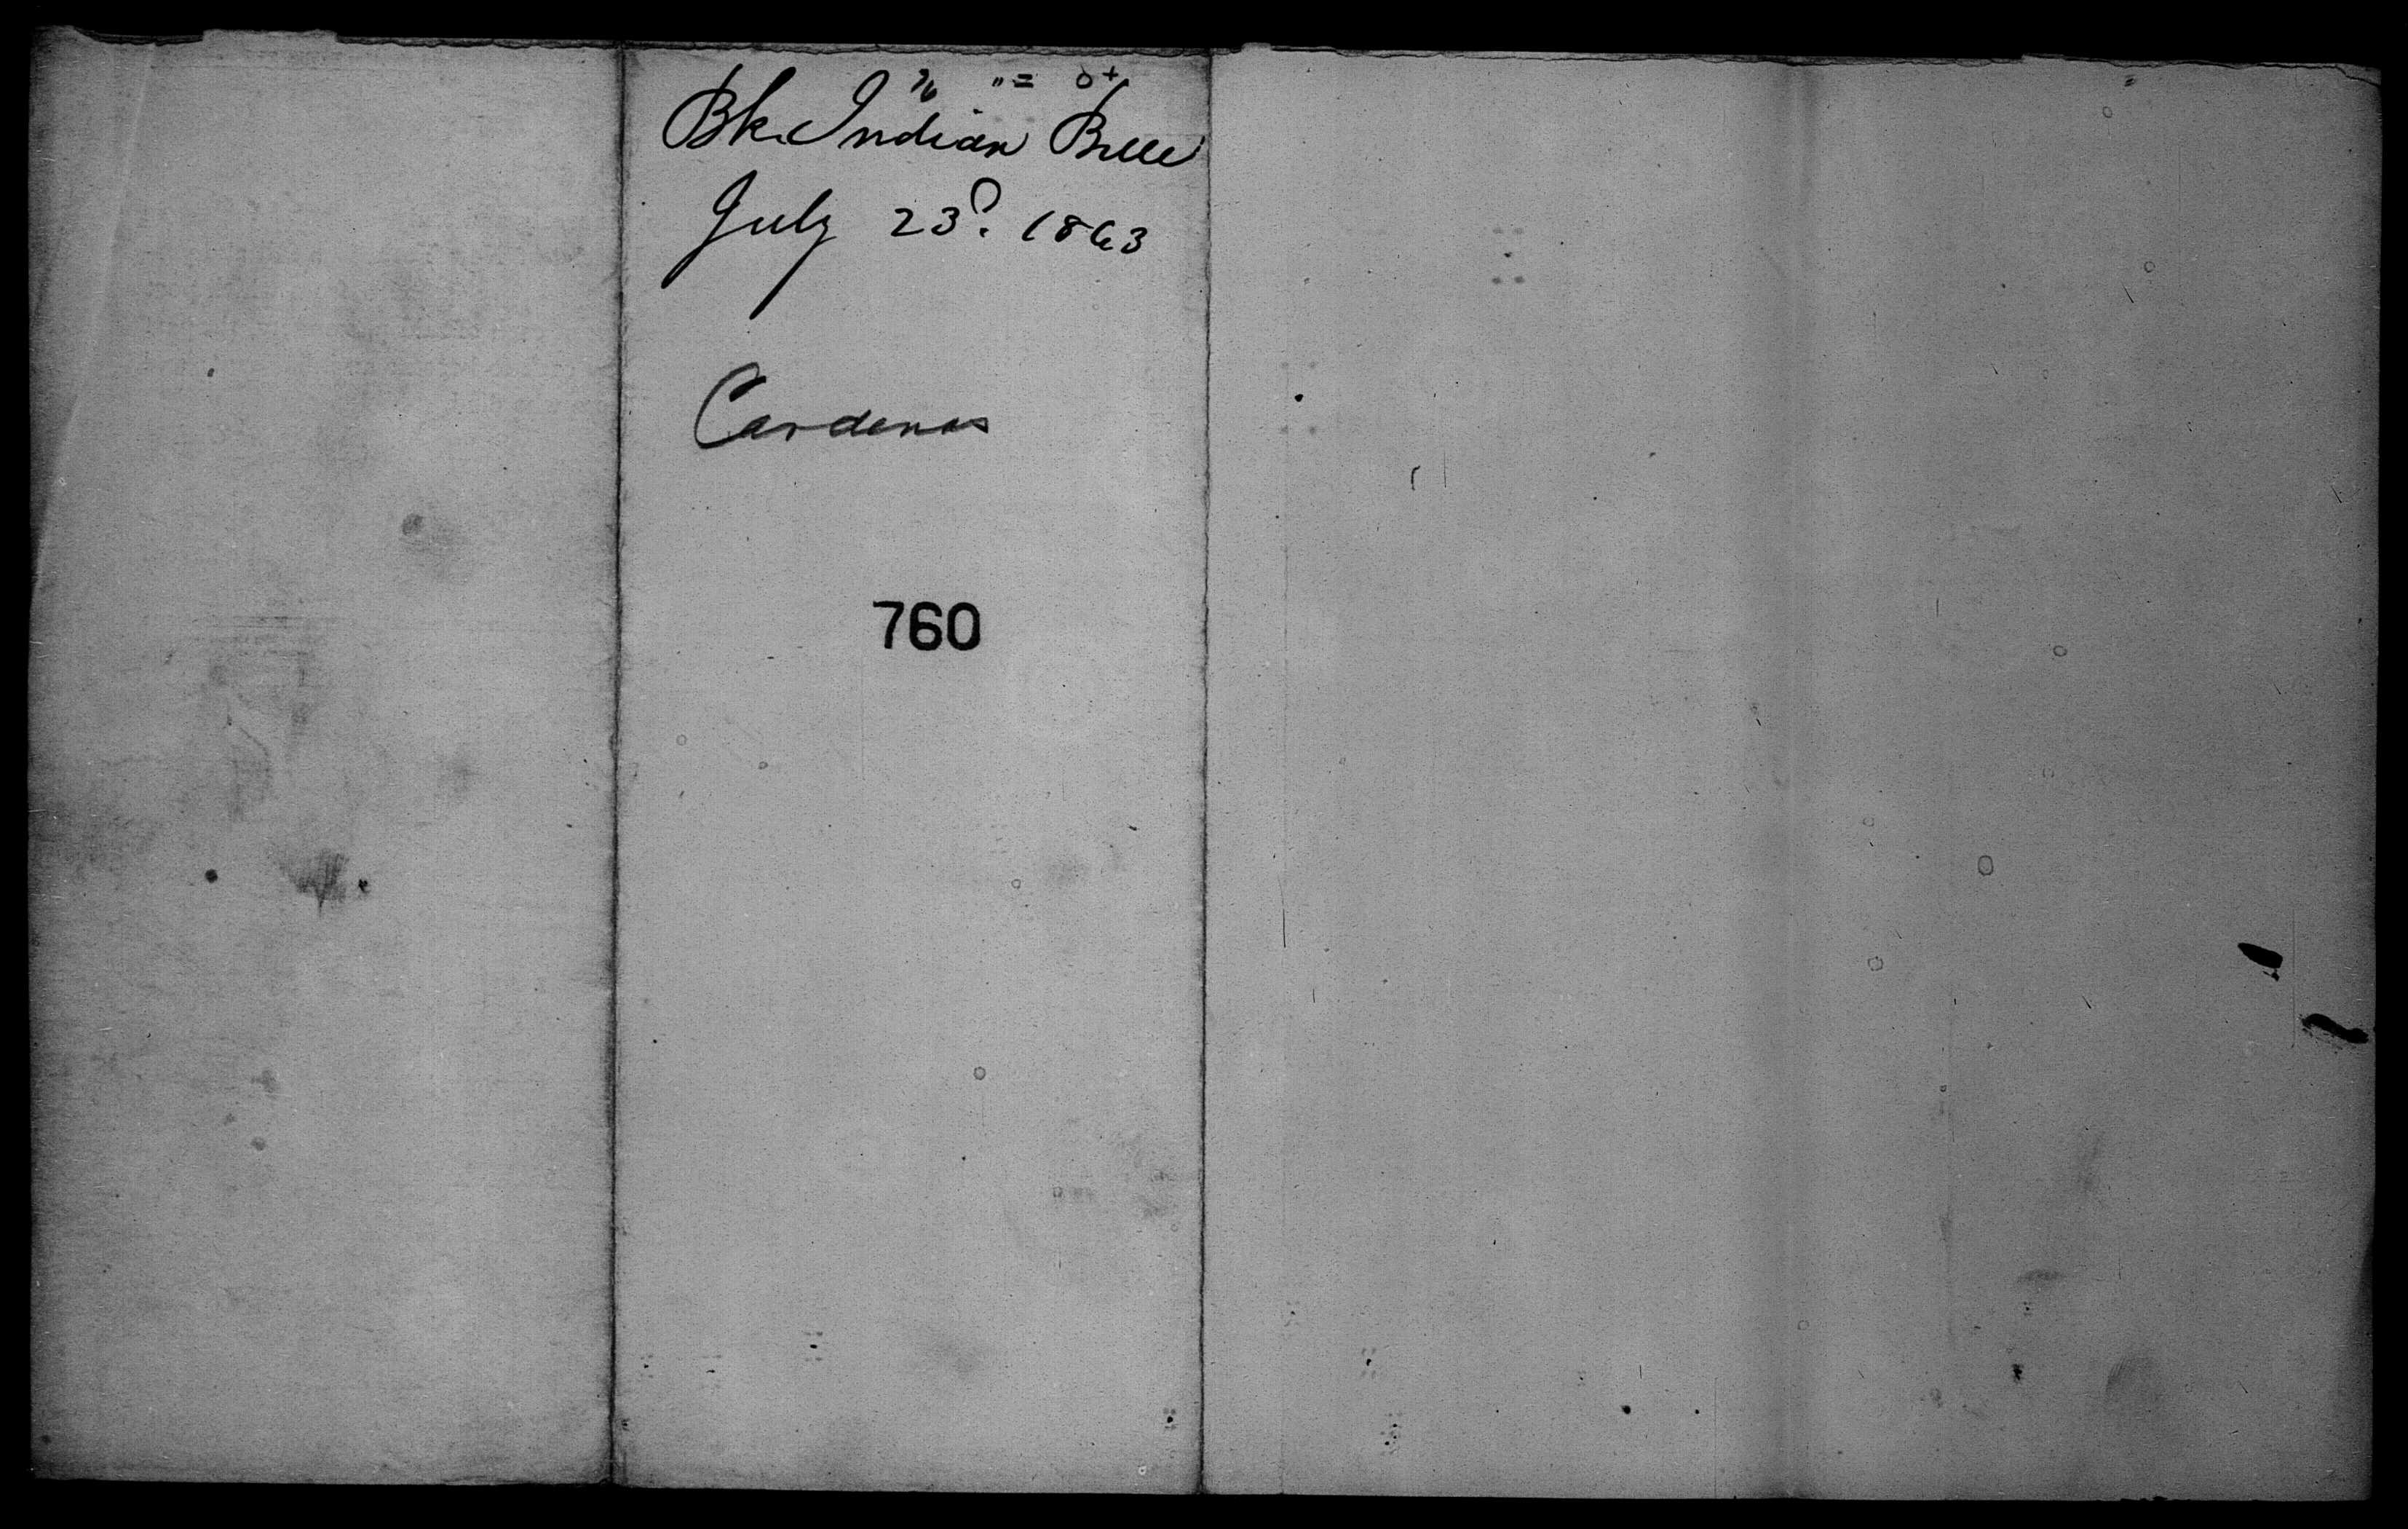 Bk Indian Belle
July 23d. 1863
Cardenas
760